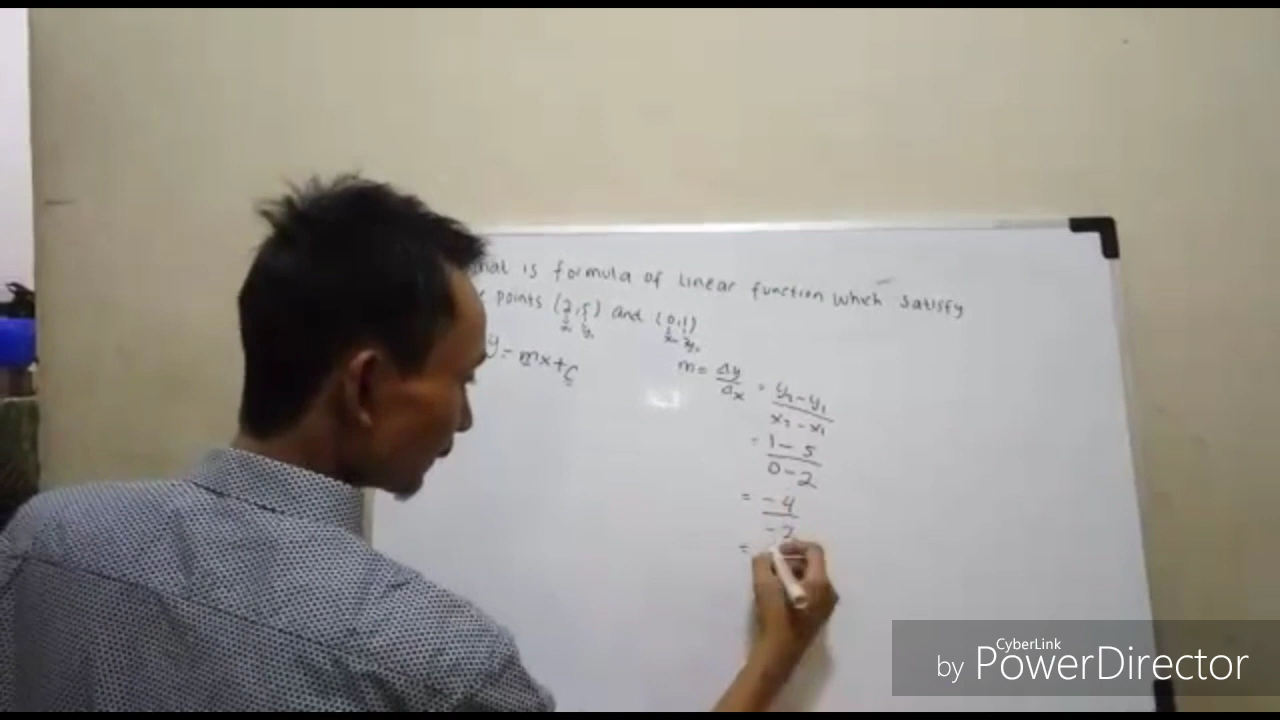 hat is formula of linear function which satisfy
points (2,5) and (0,1)
x₁ y₁ x₂ y₂
y = mx + c
m = Δy/Δx = y₂ - y₁ / x₂ - x₁
= 1 - 5 / 0 - 2
= -4 / -2
=
by CyberLink PowerDirector